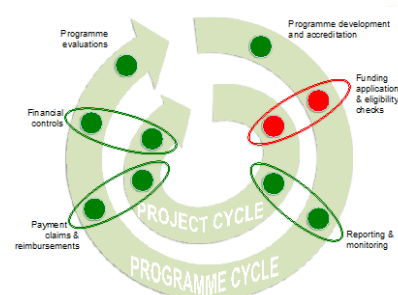 Programme
evaluations
Programme development
and accreditation
Funding
application
& eligibility
checks
Financial
controls
Payment
claims &
reimbursements
Reporting &
monitoring
PROJECT CYCLE
PROGRAMME CYCLE